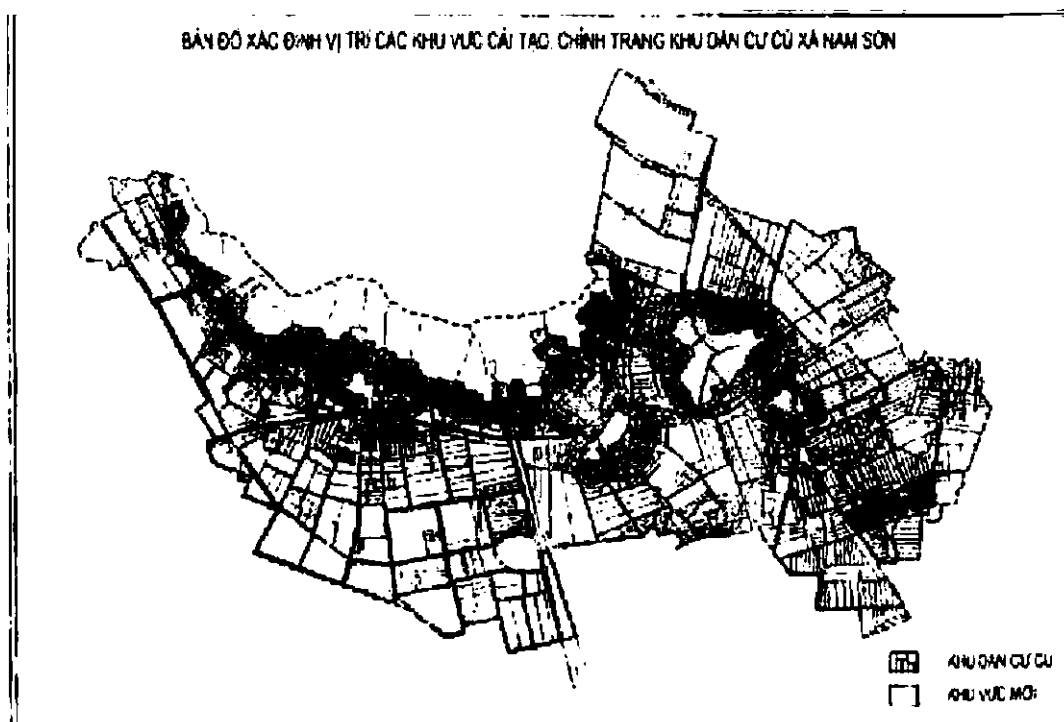 BẢN ĐỒ XÁC ĐỊNH VỊ TRÍ CÁC KHU VỰC CẢI TẠO, CHỈNH TRANG KHU DÂN CƯ CŨ XÃ NAM SƠN
KHU DÂN CƯ CŨ
KHU VỰC MỚI